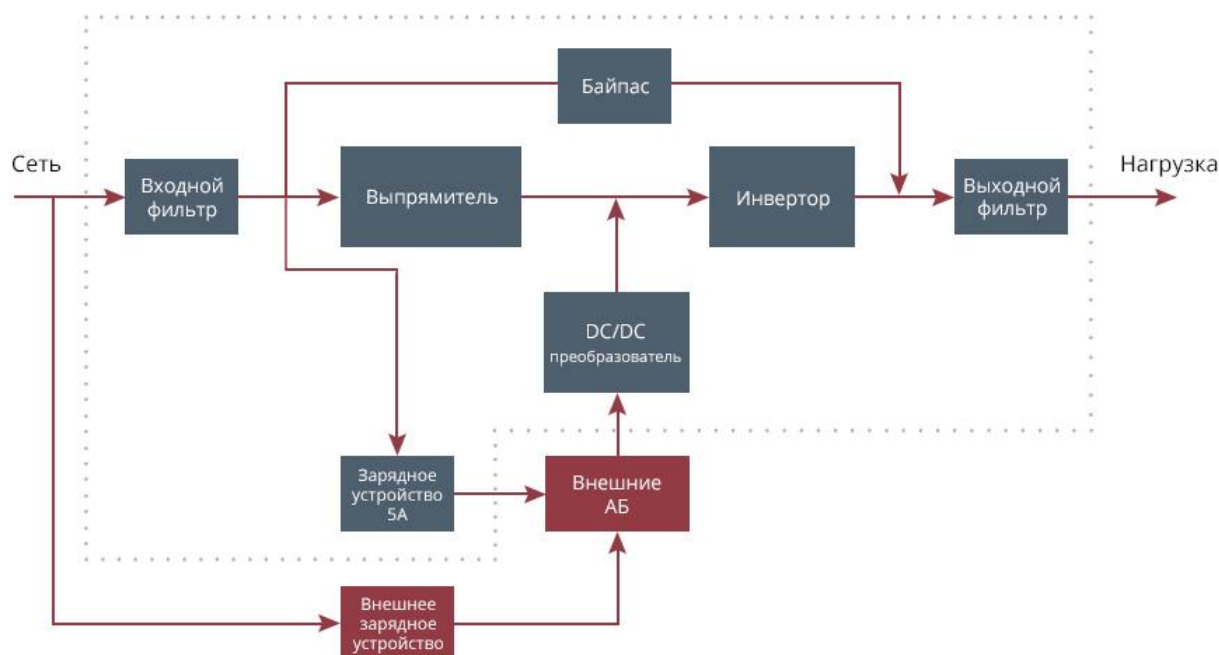 Байпас
Сеть
Входной
фильтр
Выпрямитель
Инвертор
Выходной
фильтр
Нагрузка
DC/DC
преобразователь
Зарядное
устройство
5А
Внешние
АБ
Внешнее
зарядное
устройство